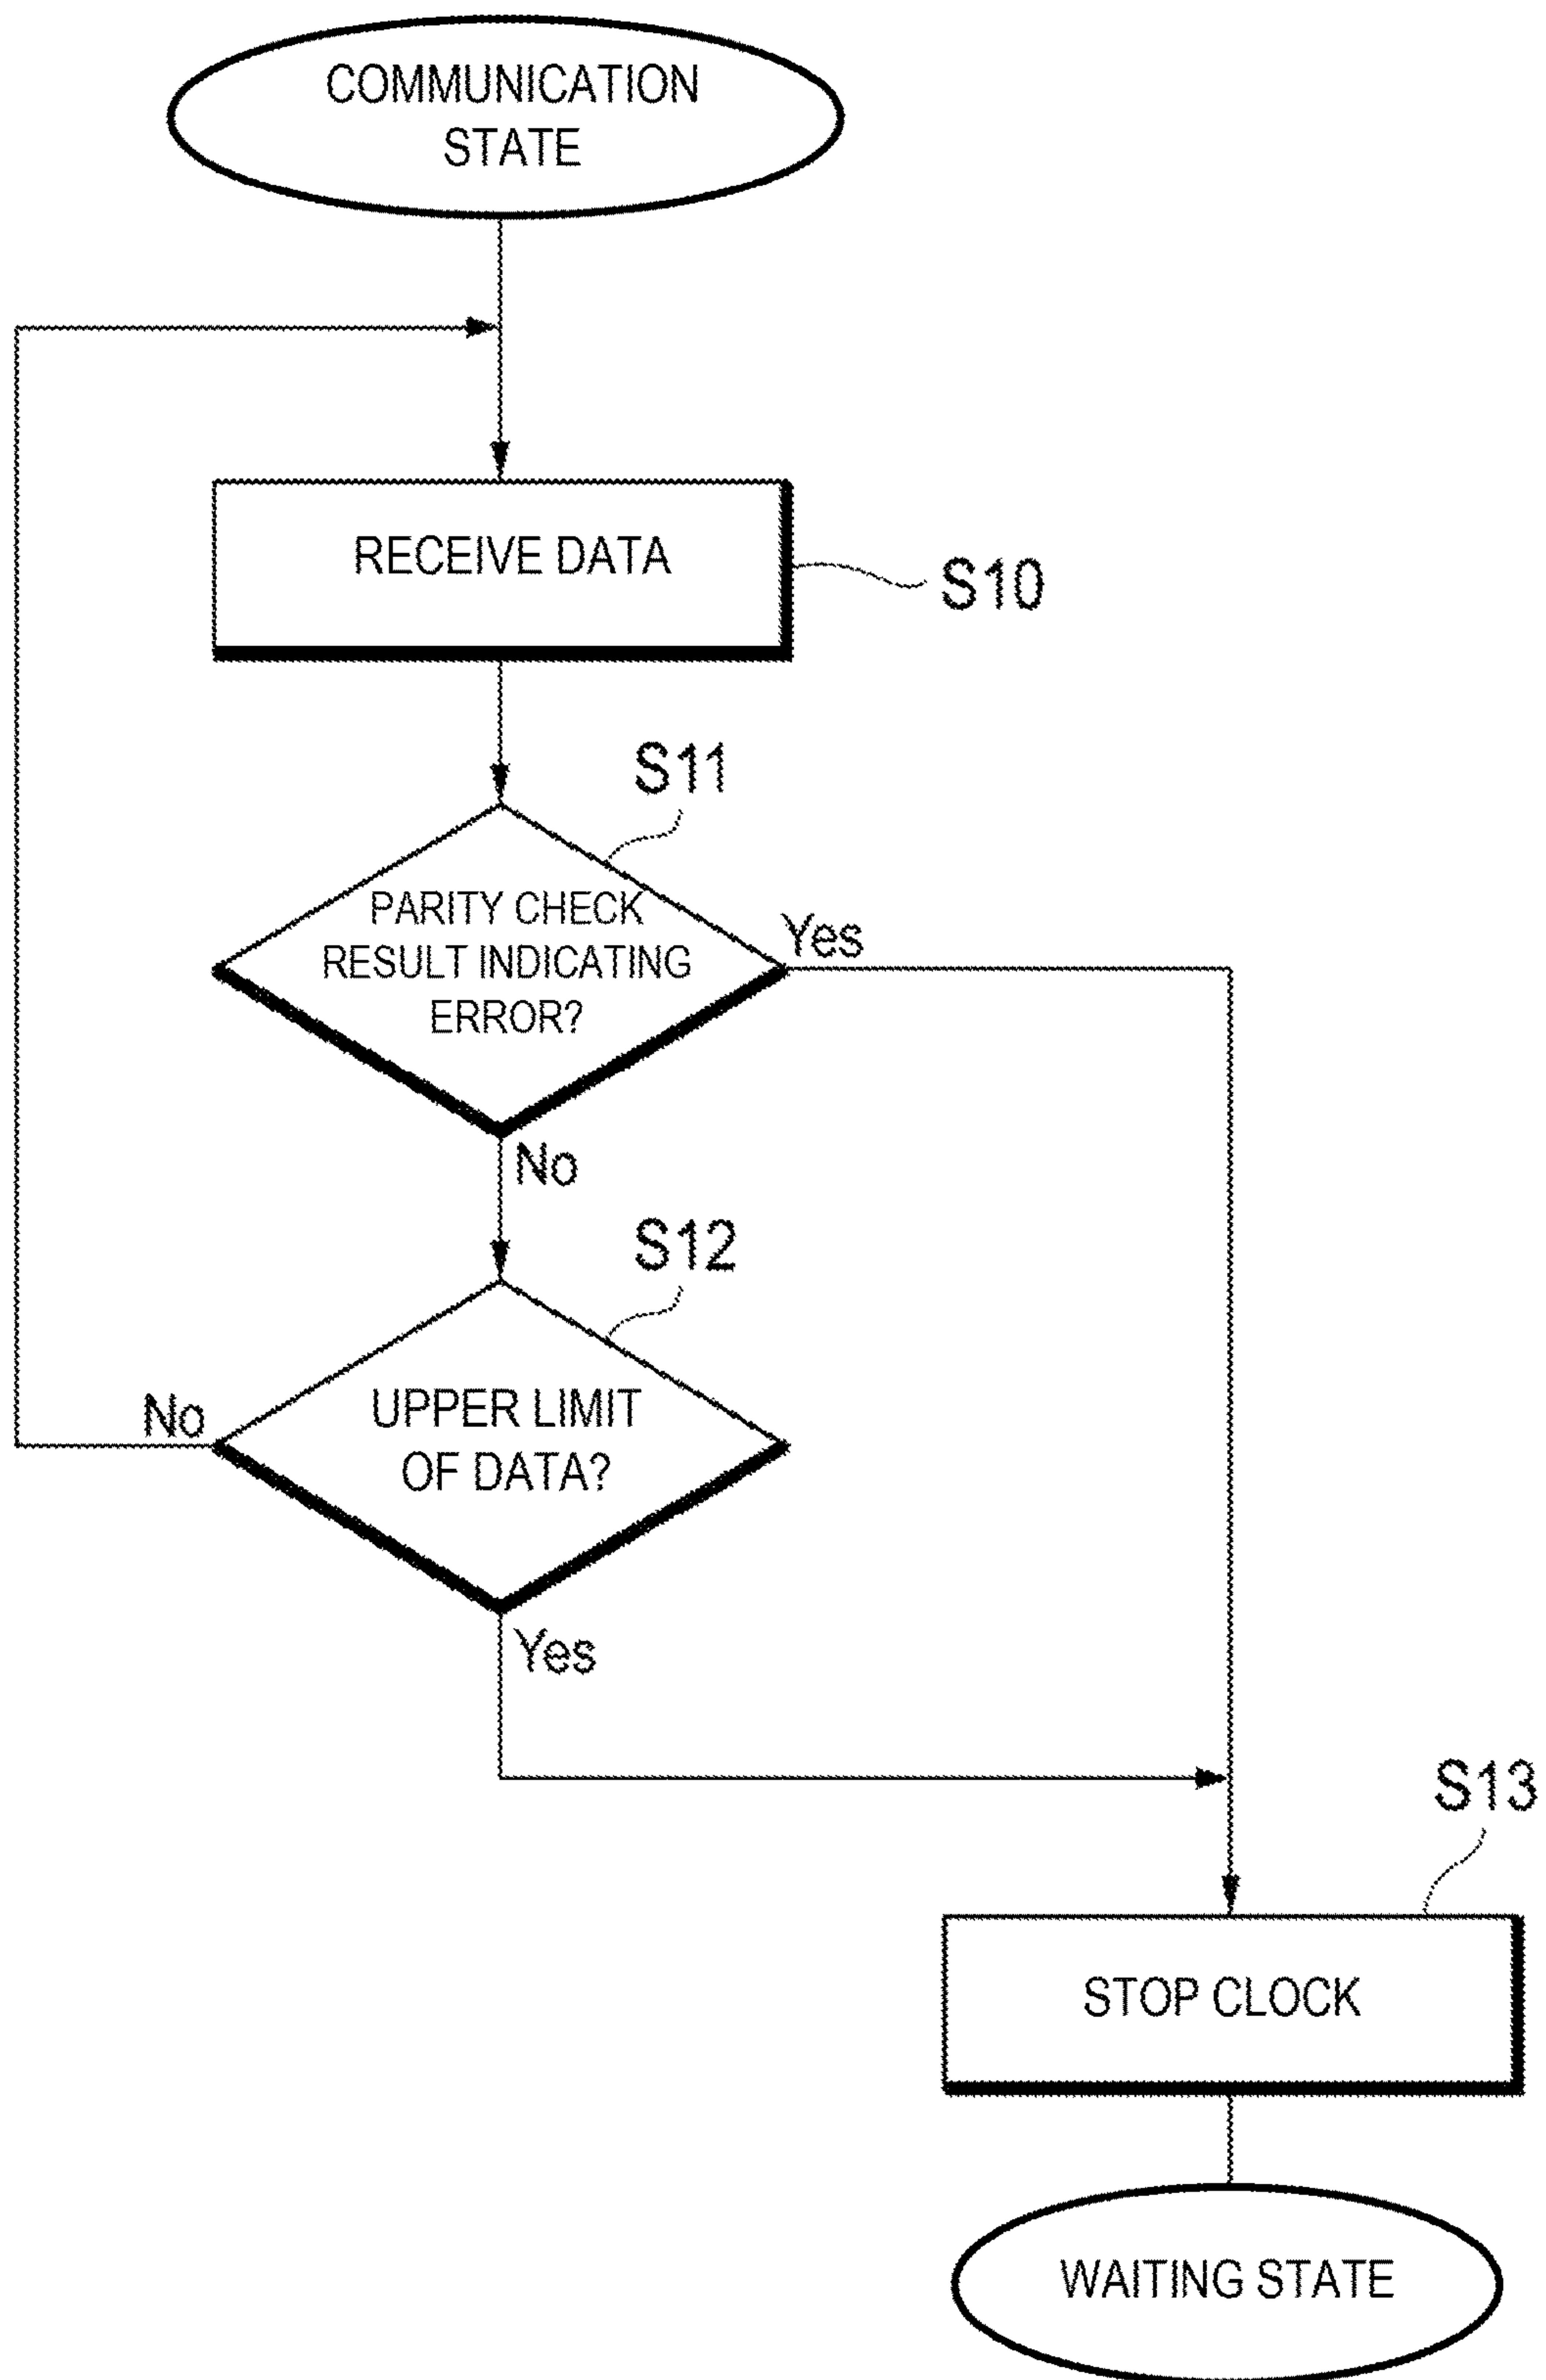 COMMUNICATION
STATE
RECEIVE DATA
S10
S11
PARITY CHECK
RESULT INDICATING
ERROR?
Yes
No
S12
UPPER LIMIT
OF DATA?
No
Yes
S13
STOP CLOCK
WAITING STATE